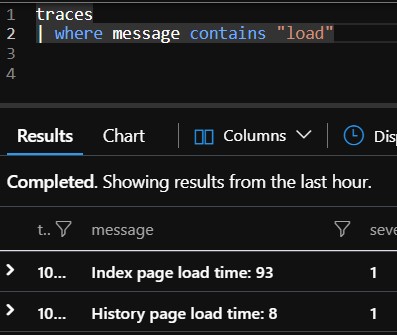 1 traces
2 | where message contains "load"
3
4
Results Chart Columns Disp
Completed. Showing results from the last hour.
t.. message seve
10... Index page load time: 93 1
10... History page load time: 8 1